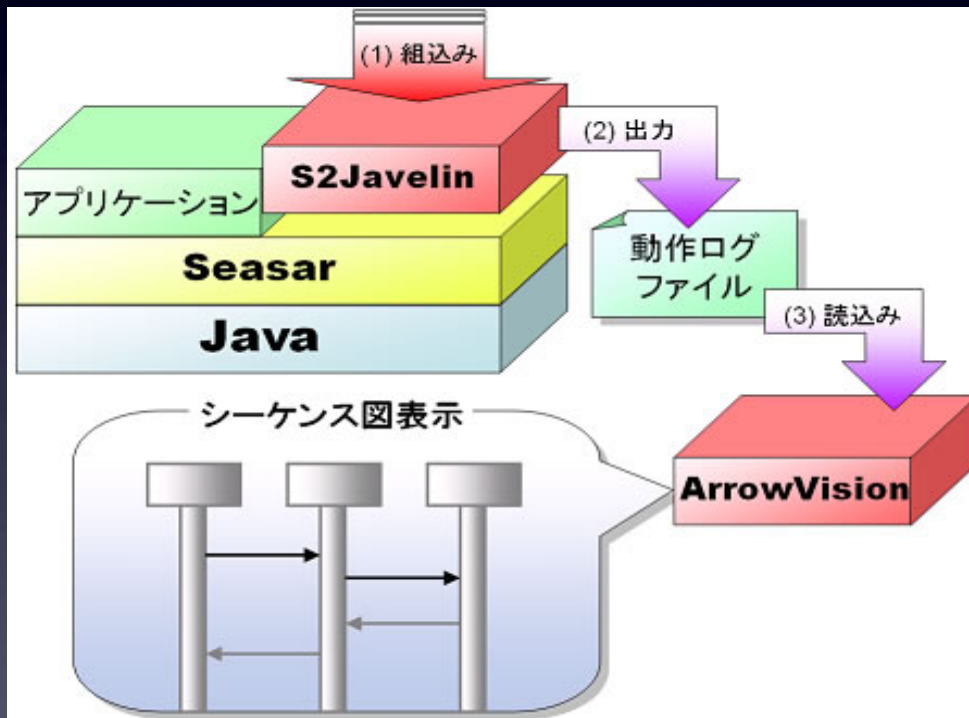 (1) 組込み
S2Javelin
(2) 出力
アプリケーション
Seasar
Java
動作ログ
ファイル
(3) 読込み
シーケンス図表示
ArrowVision